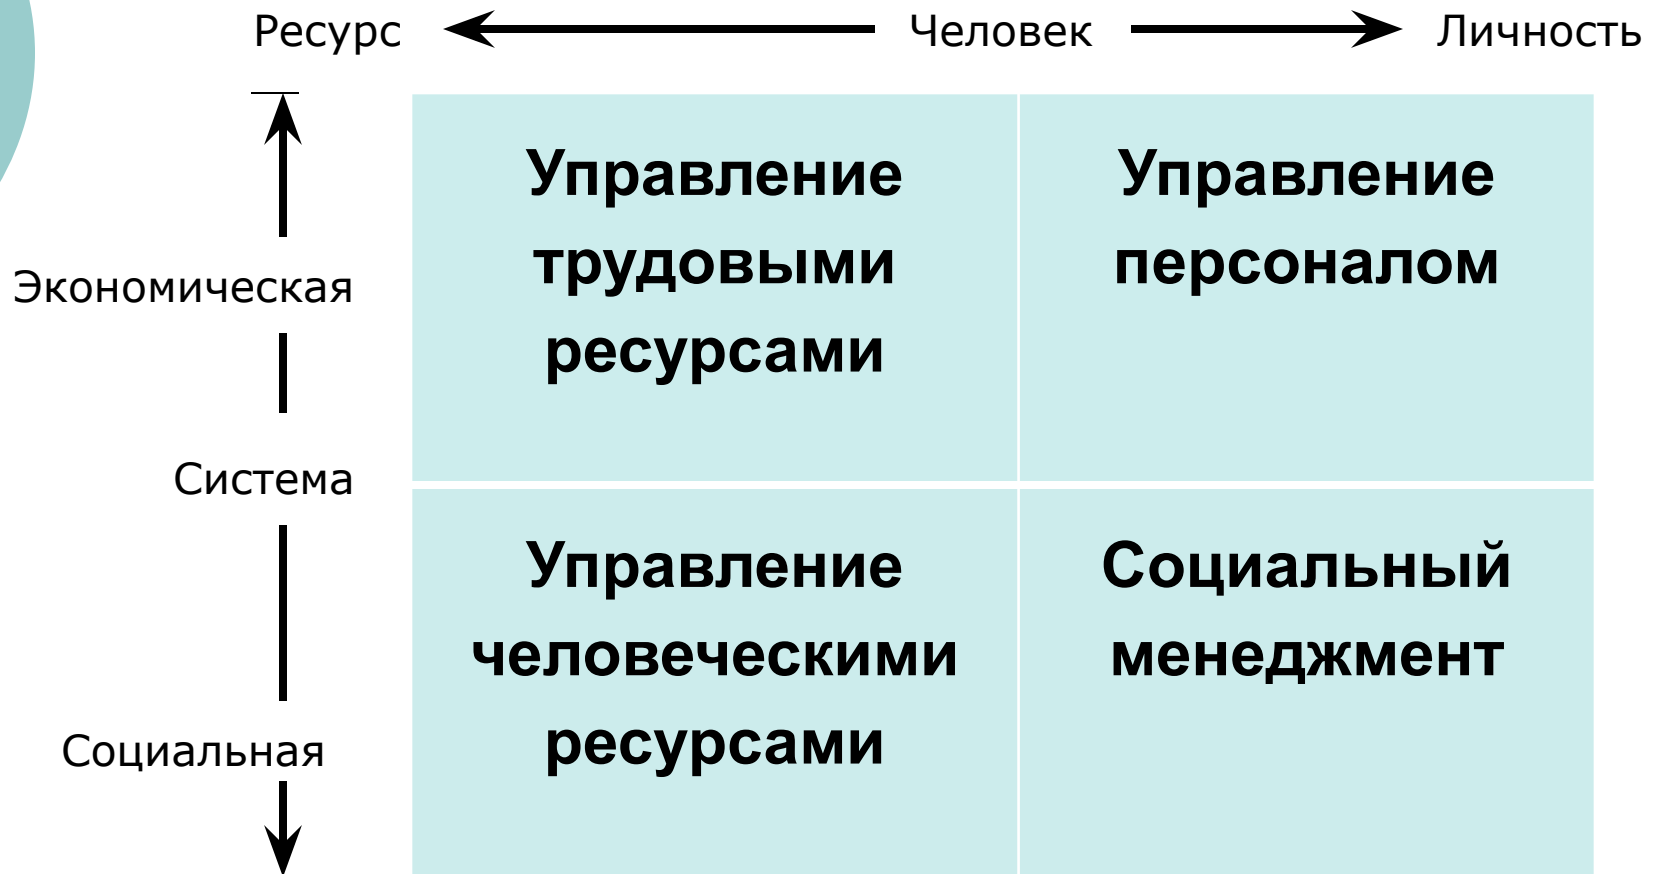 Ресурс Человек Личность
Экономическая
Система
Социальная
Управление
трудовыми
ресурсами
Управление
персоналом
Управление
человеческими
ресурсами
Социальный
менеджмент